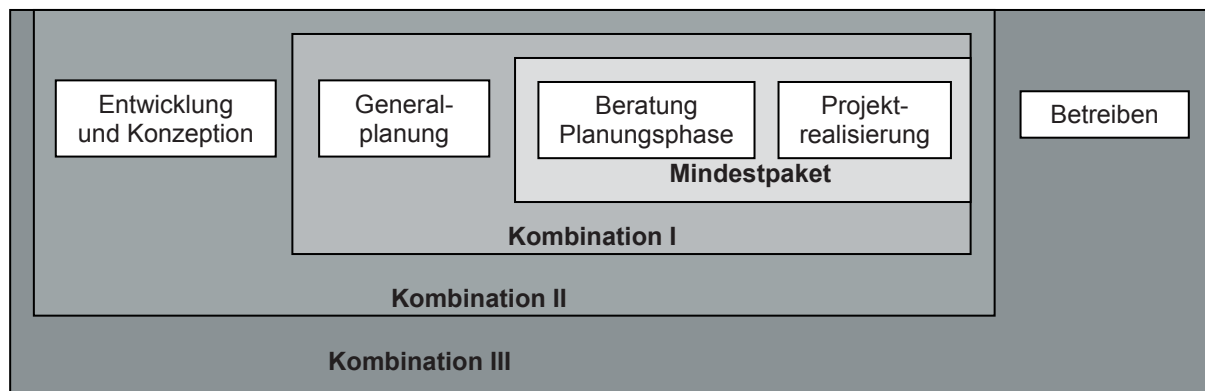 Entwicklung
und Konzeption
General-
planung
Beratung
Planungsphase
Projekt-
realisierung
Betreiben
Mindestpaket
Kombination I
Kombination II
Kombination III